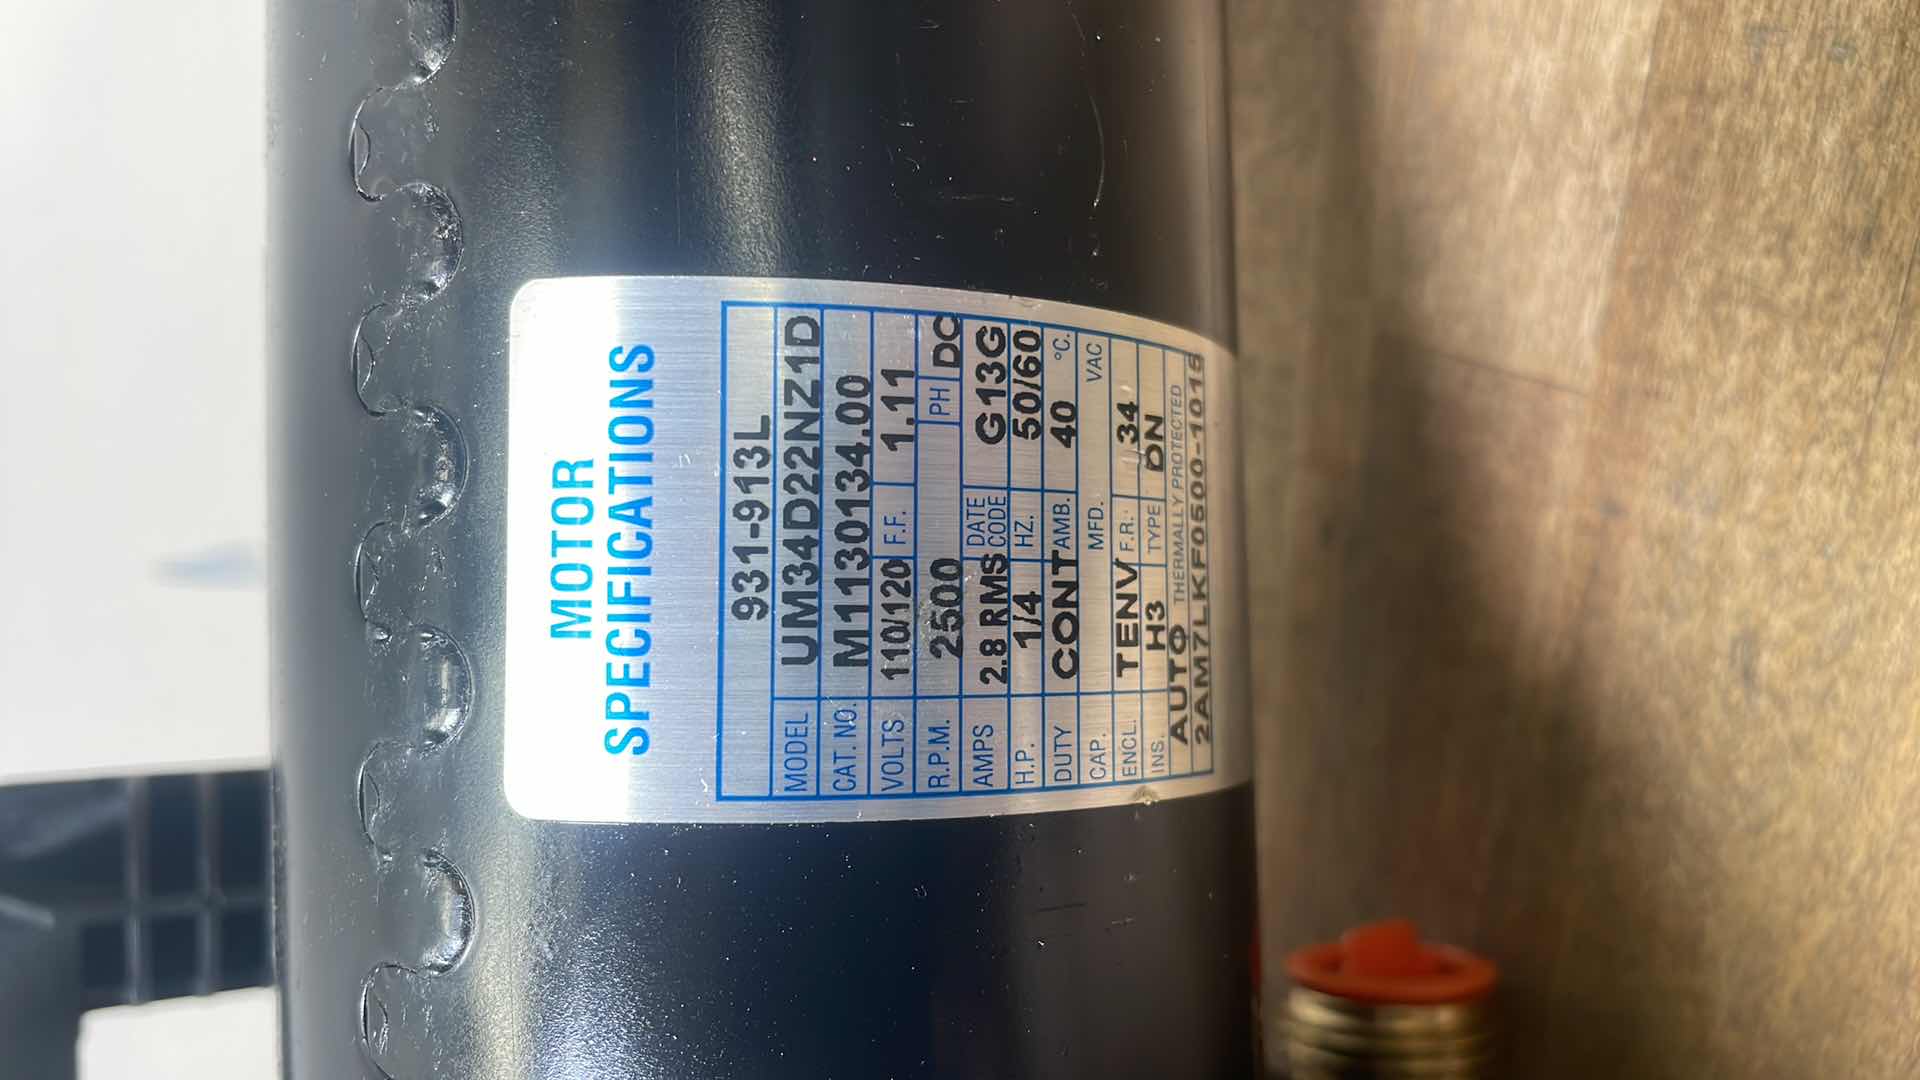 MOTOR
SPECIFICATIONS
931-913L
MODEL UM34D22NZ1D
CAT. NO. M1130134.00
VOLTS 110/120 F.F. 1.11
R.P.M. 2500 PH DC
AMPS 2.8 RMS DATE CODE G13G
H.P. 1/4 HZ. 50/60
DUTY CONT AMB. 40 °C.
CAP. MFD. VAC
ENCL. TENV F.R. 34
INS. H3 TYPE DN
AUTO THERMALLY PROTECTED
2AM7LKF0500-1016